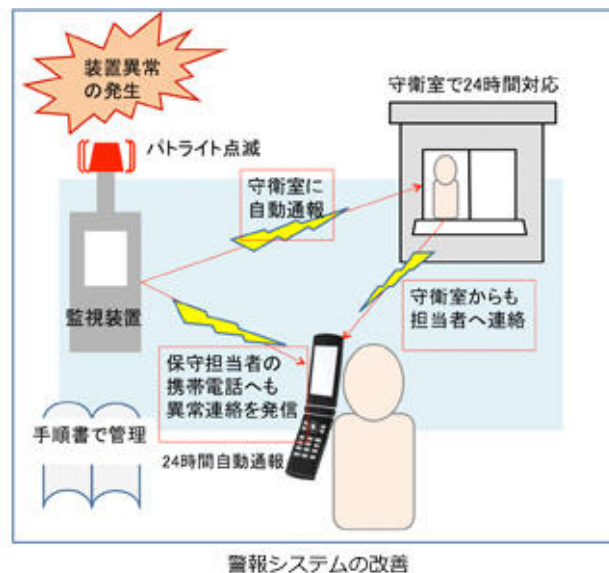 装置異常
の発生
パトライト点滅
守衛室で24時間対応
守衛室に
自動通報
監視装置
守衛室からも
担当者へ連絡
保守担当者の
携帯電話へも
異常連絡を発信
手順書で管理
24時間自動通報
警報システムの改善